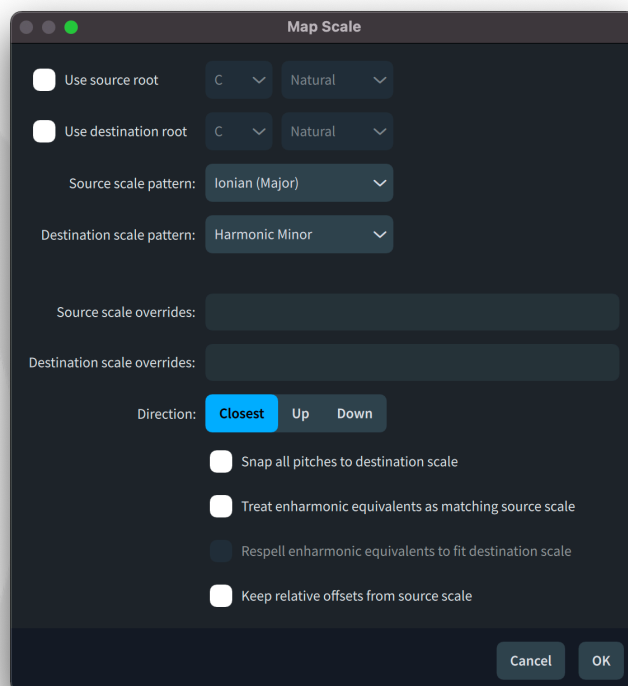 Map Scale
Use source root C Natural
Use destination root C Natural
Source scale pattern: Ionian (Major)
Destination scale pattern: Harmonic Minor
Source scale overrides:
Destination scale overrides:
Direction: Closest Up Down
Snap all pitches to destination scale
Treat enharmonic equivalents as matching source scale
Respell enharmonic equivalents to fit destination scale
Keep relative offsets from source scale
Cancel OK